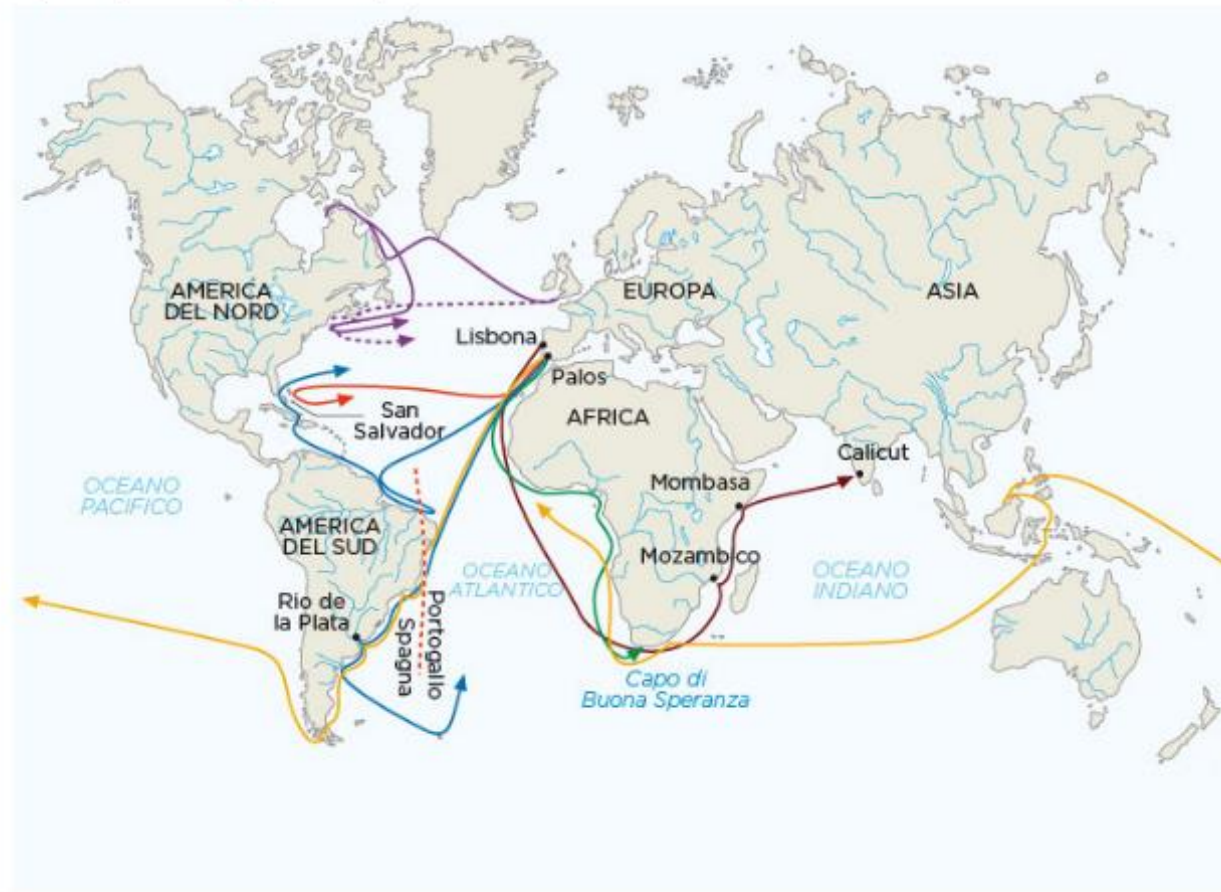 AMERICA
DEL NORD
EUROPA
ASIA
Lisbona
Palos
AFRICA
San
Salvador
Calicut
Mombasa
OCEANO
PACIFICO
AMERICA
DEL SUD
Mozambico
OCEANO
ATLANTICO
OCEANO
INDIANO
Rio de
la Plata
Portogallo
Spagna
Capo di
Buona Speranza